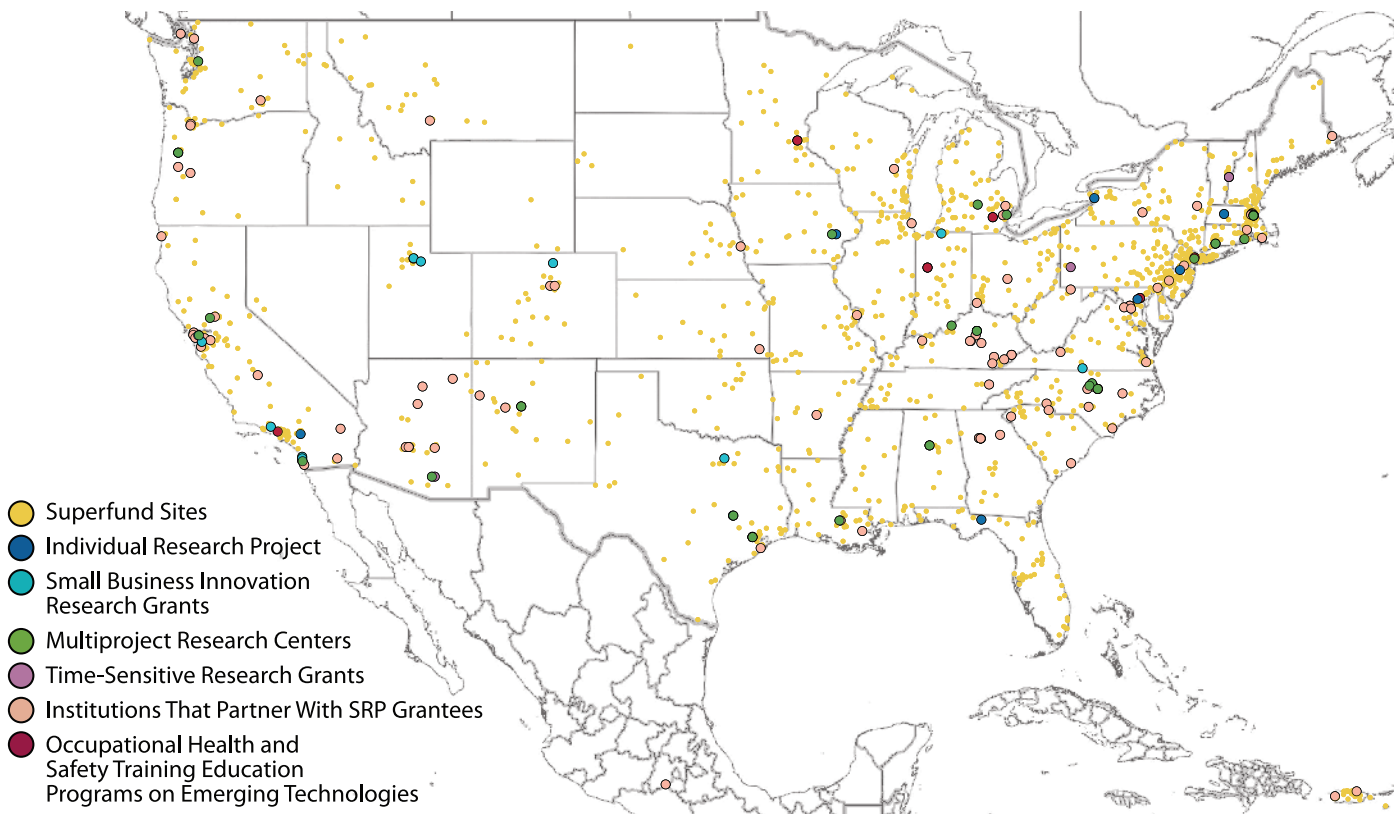 Superfund Sites
Individual Research Project
Small Business Innovation
Research Grants
Multiproject Research Centers
Time-Sensitive Research Grants
Institutions That Partner With SRP Grantees
Occupational Health and
Safety Training Education
Programs on Emerging Technologies